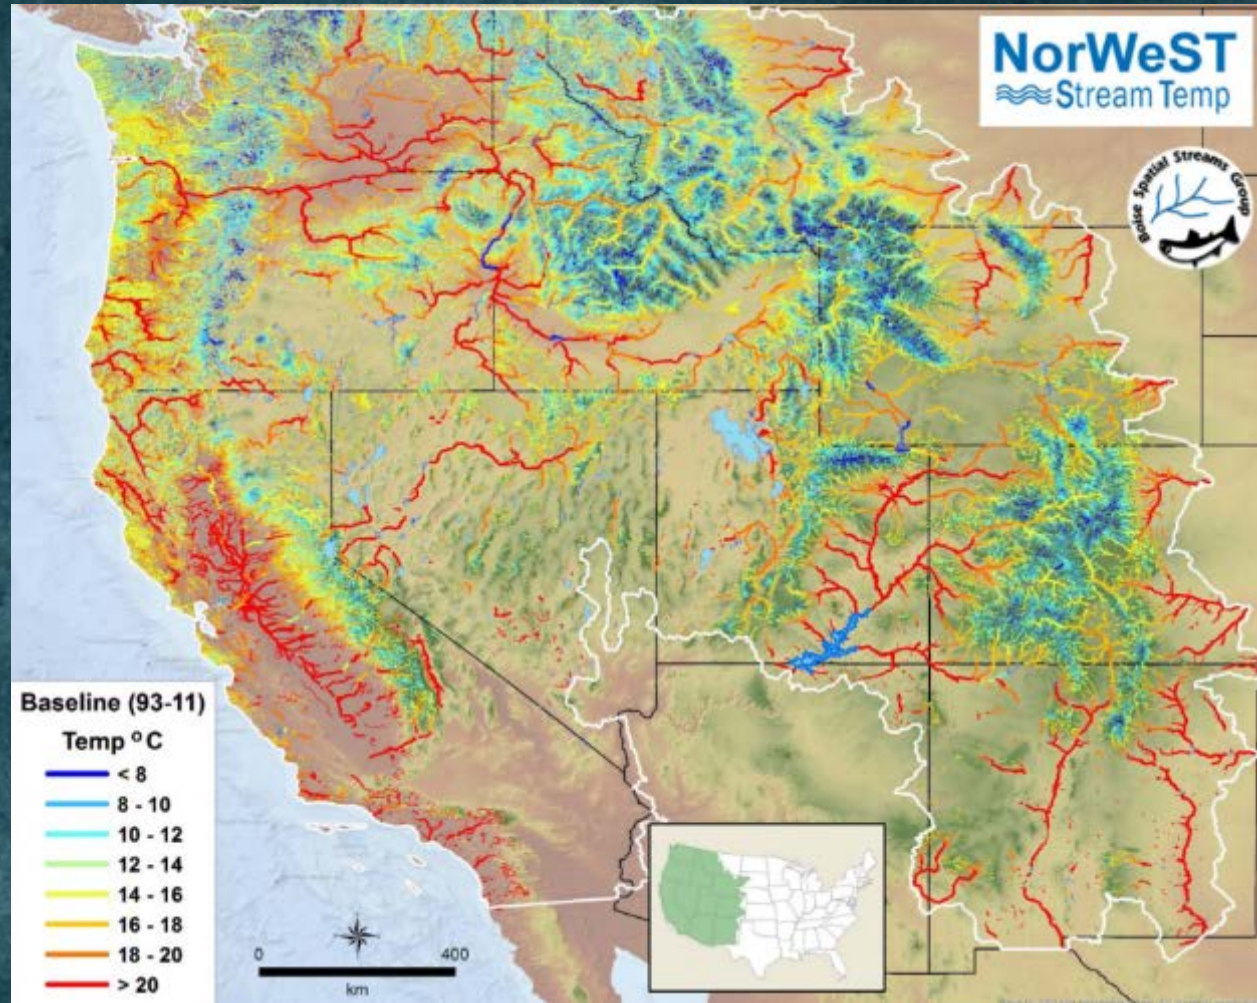 NorWeST
Stream Temp
Boise Spatial Streams Group
Baseline (93-11)
Temp °C
< 8
8 - 10
10 - 12
12 - 14
14 - 16
16 - 18
18 - 20
> 20
0 400
km